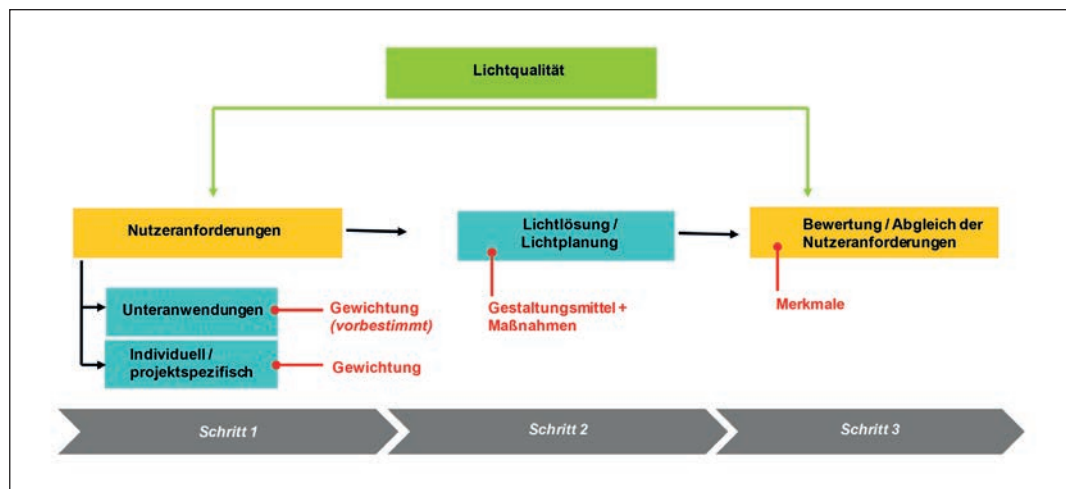 Lichtqualität
Nutzeranforderungen
Lichtlösung /
Lichtplanung
Bewertung / Abgleich der
Nutzeranforderungen
Unteranwendungen
Gewichtung
(vorbestimmt)
Gestaltungsmittel +
Maßnahmen
Merkmale
Individuell /
projektspezifisch
Gewichtung
Schritt 1
Schritt 2
Schritt 3